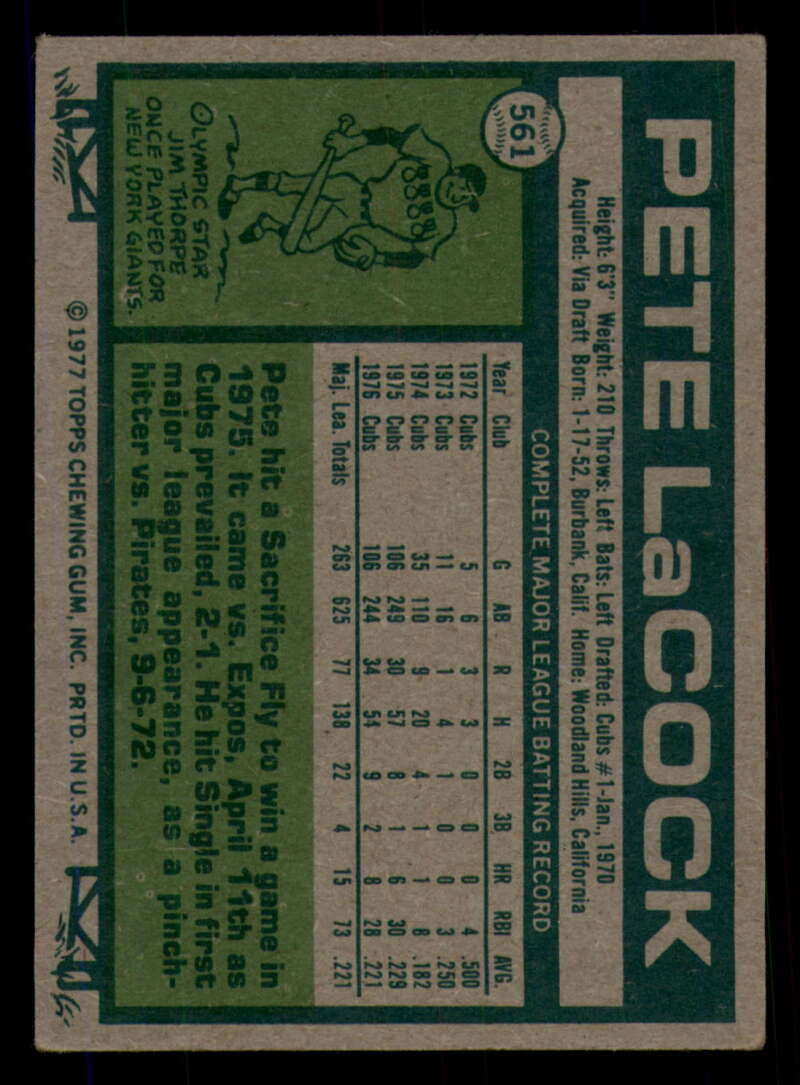 561
PETE LaCOCK
Height: 6'3" Weight: 210 Throws: Left Bats: Left Drafted: Cubs #1-Jan., 1970
Acquired: Via Draft Born: 1-17-52, Burbank, Calif. Home: Woodland Hills, California
COMPLETE MAJOR LEAGUE BATTING RECORD
Year Club G AB R H 2B 3B HR RBI AVG.
1972 Cubs 5 6 3 3 0 0 0 4 .500
1973 Cubs 11 16 1 4 1 0 0 3 .250
1974 Cubs 35 110 9 20 4 1 1 8 .182
1975 Cubs 106 249 30 57 8 1 6 30 .229
1976 Cubs 106 244 34 54 9 2 8 28 .221
Maj. Lea. Totals 263 625 77 138 22 4 15 73 .221
OLYMPIC STAR
JIM THORPE
ONCE PLAYED FOR
NEW YORK GIANTS.
Pete hit a Sacrifice Fly to win a game in
1975. It came vs. Expos, April 11th as
Cubs prevailed, 2-1. He hit Single in first
major league appearance, as a pinch-
hitter vs. Pirates, 9-6-72.
© 1977 TOPPS CHEWING GUM, INC. PRTD. IN U.S.A.